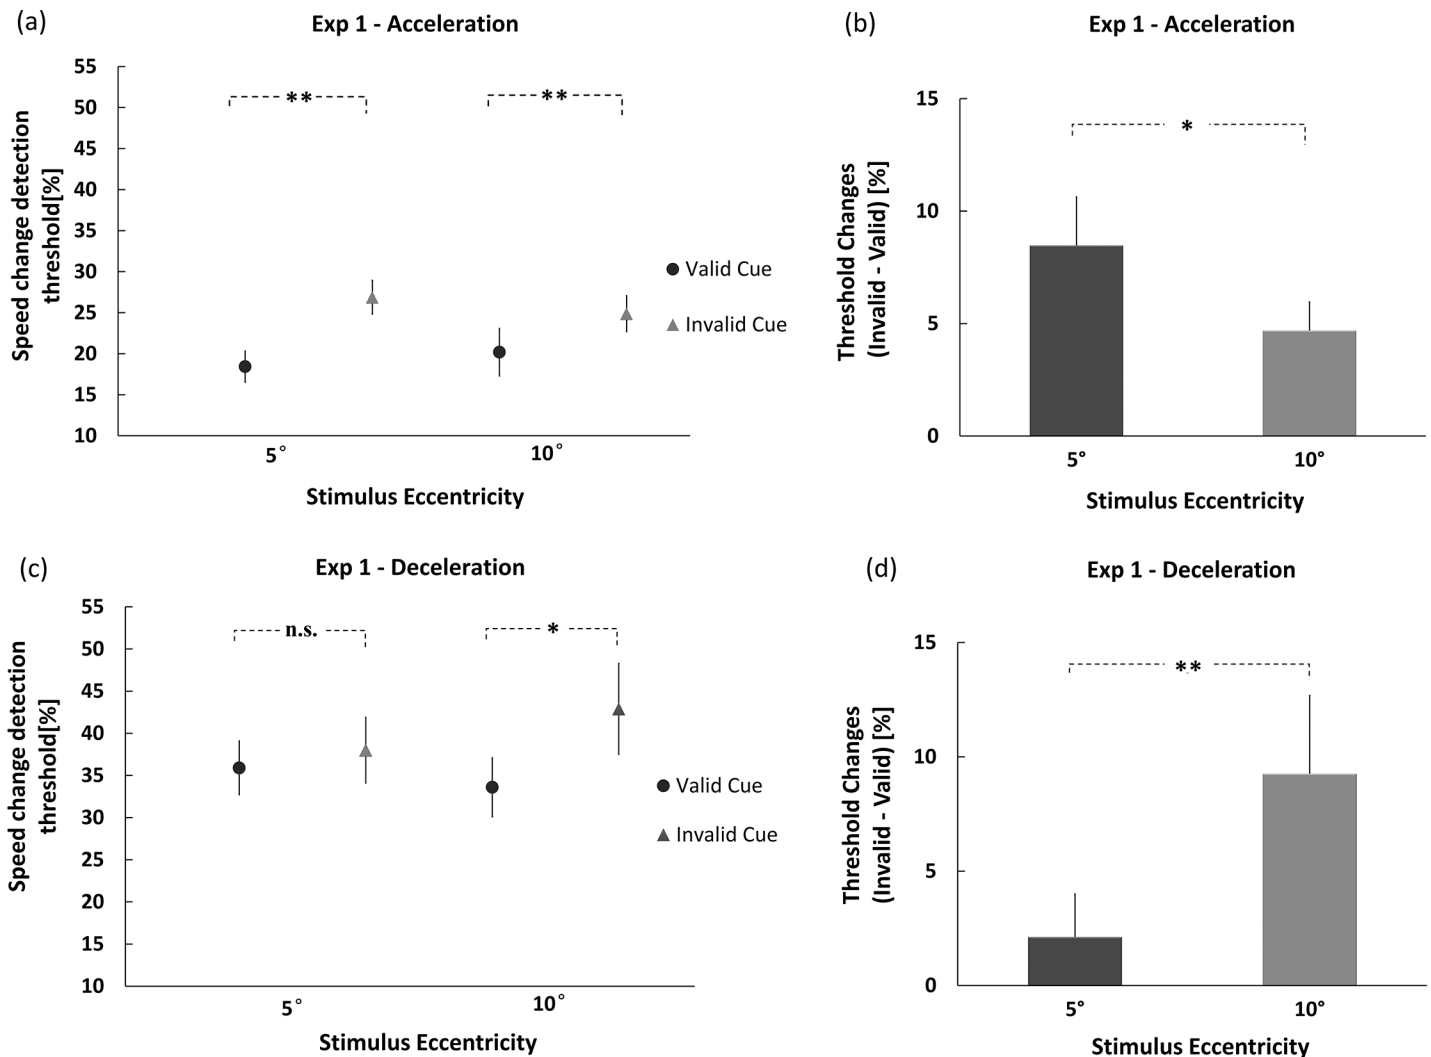 (a)
Exp 1 - Acceleration
55
50
45
40
35
30
25
20
15
10
Speed change detection
threshold[%]
**
**
Valid Cue
Invalid Cue
5°
10°
Stimulus Eccentricity
(b)
Exp 1 - Acceleration
15
10
5
0
Threshold Changes
(Invalid - Valid) [%]
*
5°
10°
Stimulus Eccentricity
(c)
Exp 1 - Deceleration
55
50
45
40
35
30
25
20
15
10
Speed change detection
threshold[%]
n.s.
*
Valid Cue
Invalid Cue
5°
10°
Stimulus Eccentricity
(d)
Exp 1 - Deceleration
15
10
5
0
Threshold Changes
(Invalid - Valid) [%]
**
5°
10°
Stimulus Eccentricity